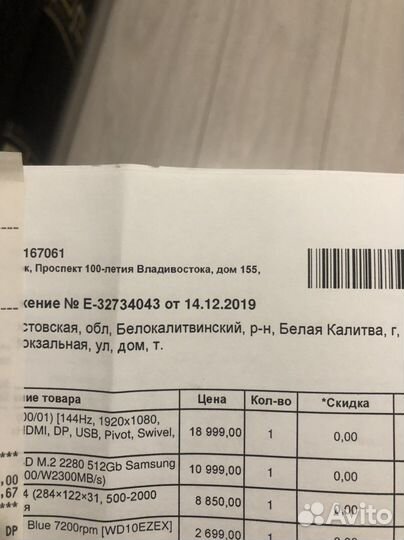 167061
к, Проспект 100-летия Владивостока, дом 155,
жение № Е-32734043 от 14.12.2019
стовская, обл, Белокалитвинский, р-н, Белая Калитва, г,
окзальная, ул, дом, т.
ие товара Цена Кол-во *Скидка
00/01) [144Hz, 1920x1080, 18 999,00 1 0,00
HDMI, DP, USB, Pivot, Swivel,
D M.2 2280 512Gb Samsung 10 999,00 1 0,00
00/W2300MB/s)
4 (284×122×31, 500-2000 8 850,00 1 0,00
я
Blue 7200rpm [WD10EZEX] 2 699,00 1 0,00
***
,00
,67
***
DP
Avito